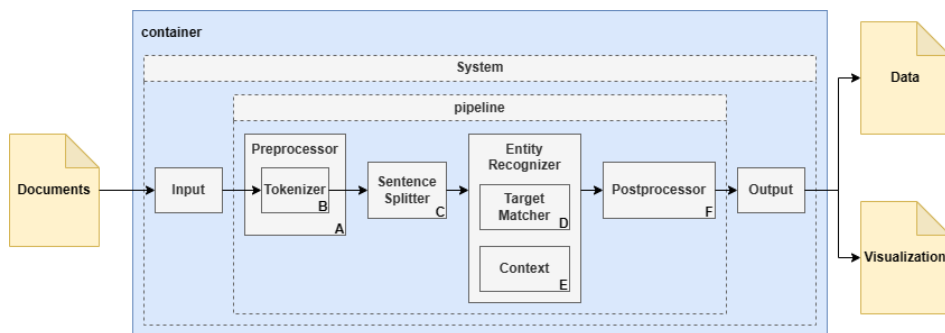 container
System
pipeline
Documents
Input
Preprocessor
Tokenizer
B
A
Sentence
Splitter
C
Entity
Recognizer
Target
Matcher
D
Context
E
Postprocessor
F
Output
Data
Visualization